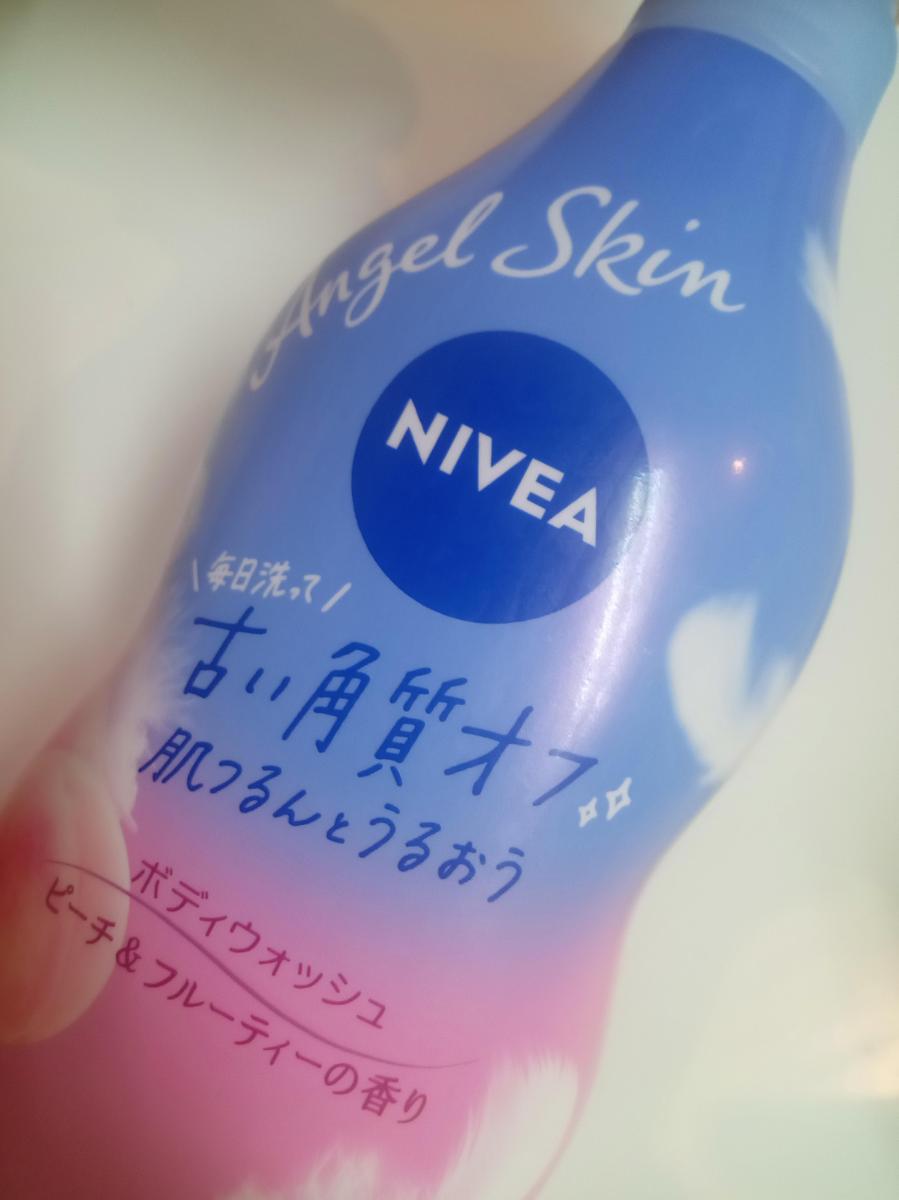 Angel Skin
NIVEA
\毎日洗って/
古い角質オフ
肌つるんとうるおう
ボディウォッシュ
ピーチ&フルーティーの香り